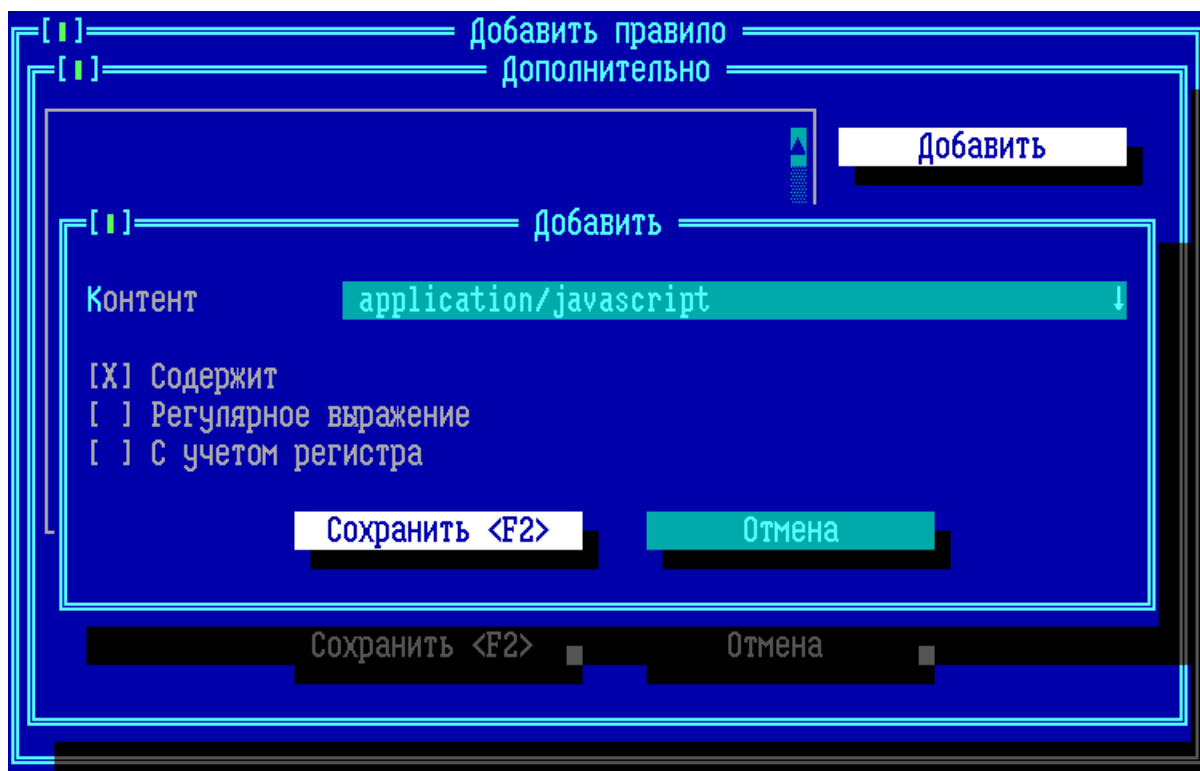 [▮] Добавить правило
[▮] Дополнительно
Добавить
[▮] Добавить
Контент application/javascript ↓
[X] Содержит
[ ] Регулярное выражение
[ ] С учетом регистра
Сохранить <F2> Отмена
Сохранить <F2> Отмена